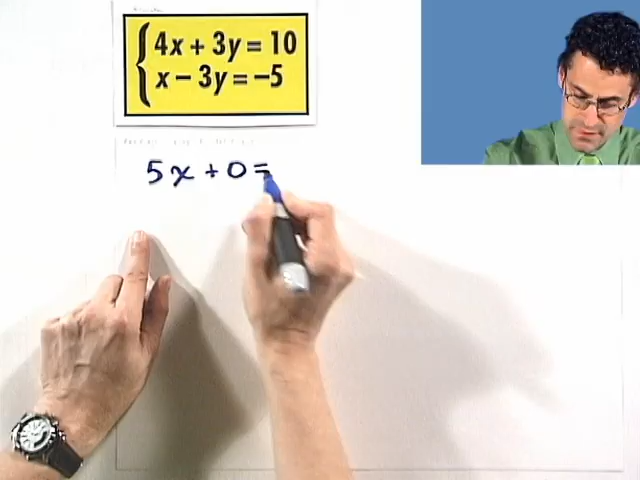 4x + 3y = 10
x − 3y = −5
5x + 0 =